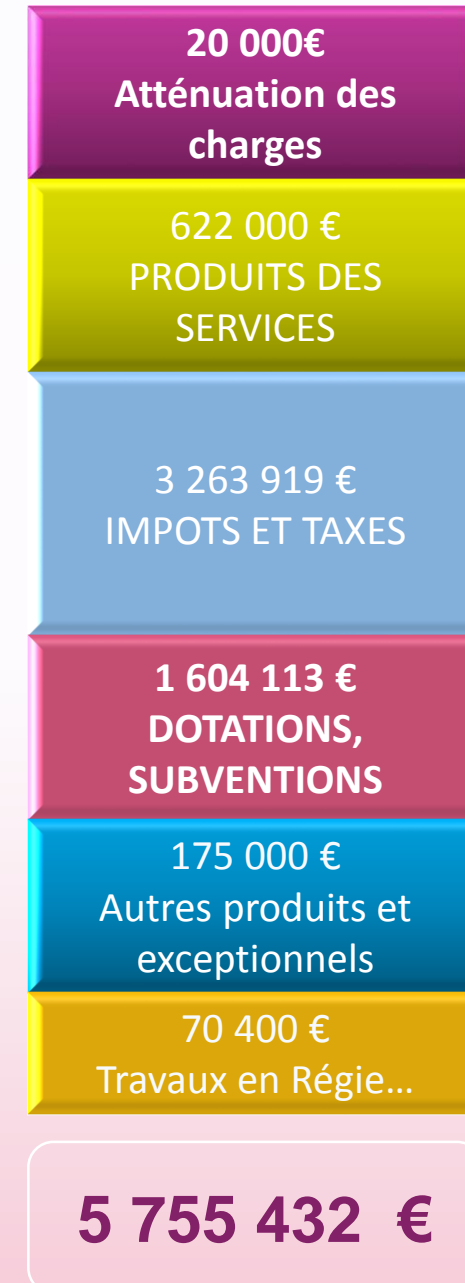 20 000€
Atténuation des
charges
622 000 €
PRODUITS DES
SERVICES
3 263 919 €
IMPOTS ET TAXES
1 604 113 €
DOTATIONS,
SUBVENTIONS
175 000 €
Autres produits et
exceptionnels
70 400 €
Travaux en Régie...
5 755 432 €